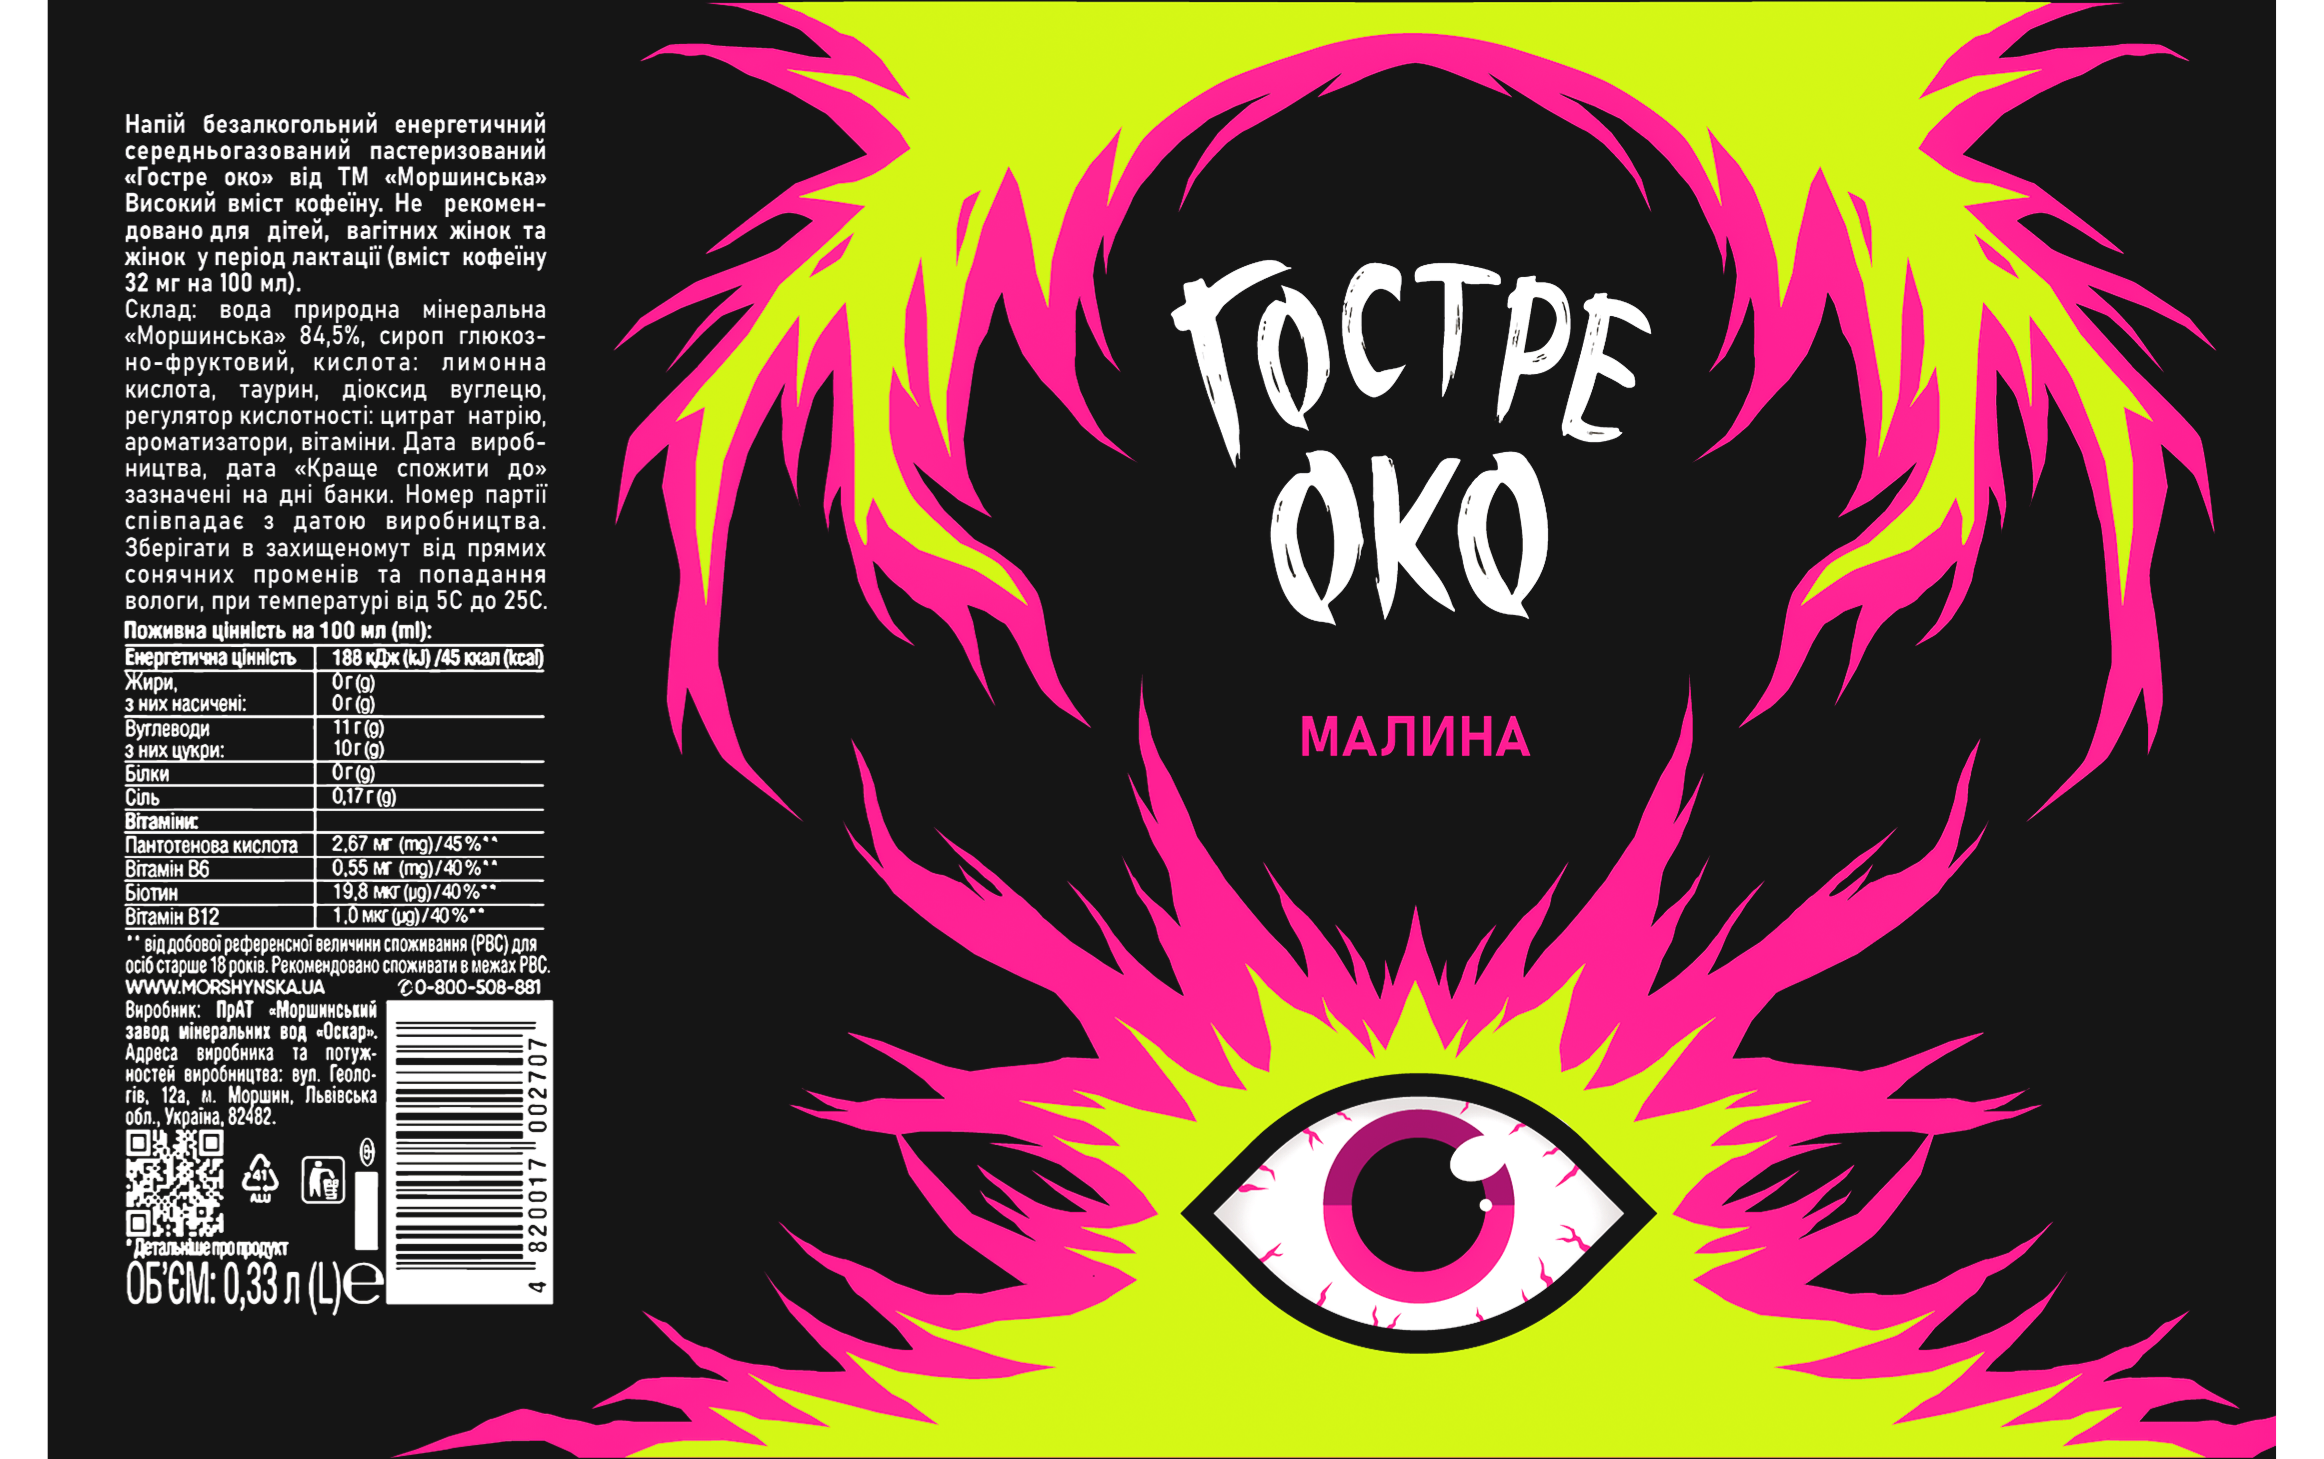 Напій безалкогольний енергетичний
середньогазований пастеризований
«Гостре око» від ТМ «Моршинська»
Високий вміст кофеїну. Не рекомен-
довано для дітей, вагітних жінок та
жінок у період лактації (вміст кофеїну
32 мг на 100 мл).
Склад: вода природна мінеральна
«Моршинська» 84,5%, сироп глюкоз-
но-фруктовий, кислота: лимонна
кислота, таурин, діоксид вуглецю,
регулятор кислотності: цитрат натрію,
ароматизатори, вітаміни. Дата вироб-
ництва, дата «Краще спожити до»
зазначені на дні банки. Номер партії
співпадає з датою виробництва.
Зберігати в захищеномут від прямих
сонячних променів та попадання
вологи, при температурі від 5С до 25С.
Поживна цінність на 100 мл (ml):
Енергетична цінність 188 кДж (kJ) /45 ккал (kcal)
Жири, 0 г (g)
з них насичені: 0 г (g)
Вуглеводи 11 г (g)
з них цукри: 10 г (g)
Білки 0 г (g)
Сіль 0,17 г (g)
Вітаміни:
Пантотенова кислота 2,67 мг (mg)/45%**
Вітамін В6 0,55 мг (mg)/40%**
Біотин 19,8 мкг (µg)/40%**
Вітамін В12 1,0 мкг (µg)/40%**
** від добової референсної величини споживання (РВС) для
осіб старше 18 років. Рекомендовано споживати в межах РВС.
WWW.MORSHYNSKA.UA ✆0-800-508-881
Виробник: ПрАТ «Моршинський
завод мінеральних вод «Оскар».
Адреса виробника та потуж-
ностей виробництва: вул. Геоло-
гів, 12а, м. Моршин, Львівська
обл., Україна, 82482.
41
ALU
*Детальніше про продукт
ОБ'ЄМ: 0,33 л (L) e
4 820017 002707
ГОСТРЕ
ОКО
МАЛИНА